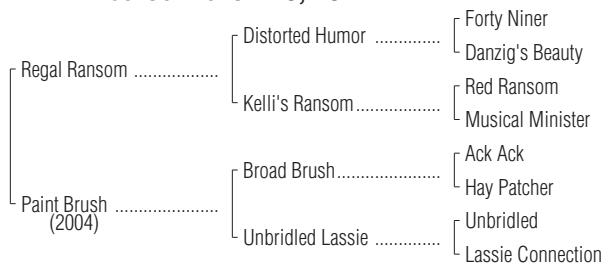 Forty Niner
Distorted Humor ...............
Danzig's Beauty
Regal Ransom ................
Red Ransom
Kelli's Ransom................
Musical Minister
Ack Ack
Broad Brush...................
Hay Patcher
Paint Brush ...................
(2004)
Unbridled
Unbridled Lassie ..............
Lassie Connection